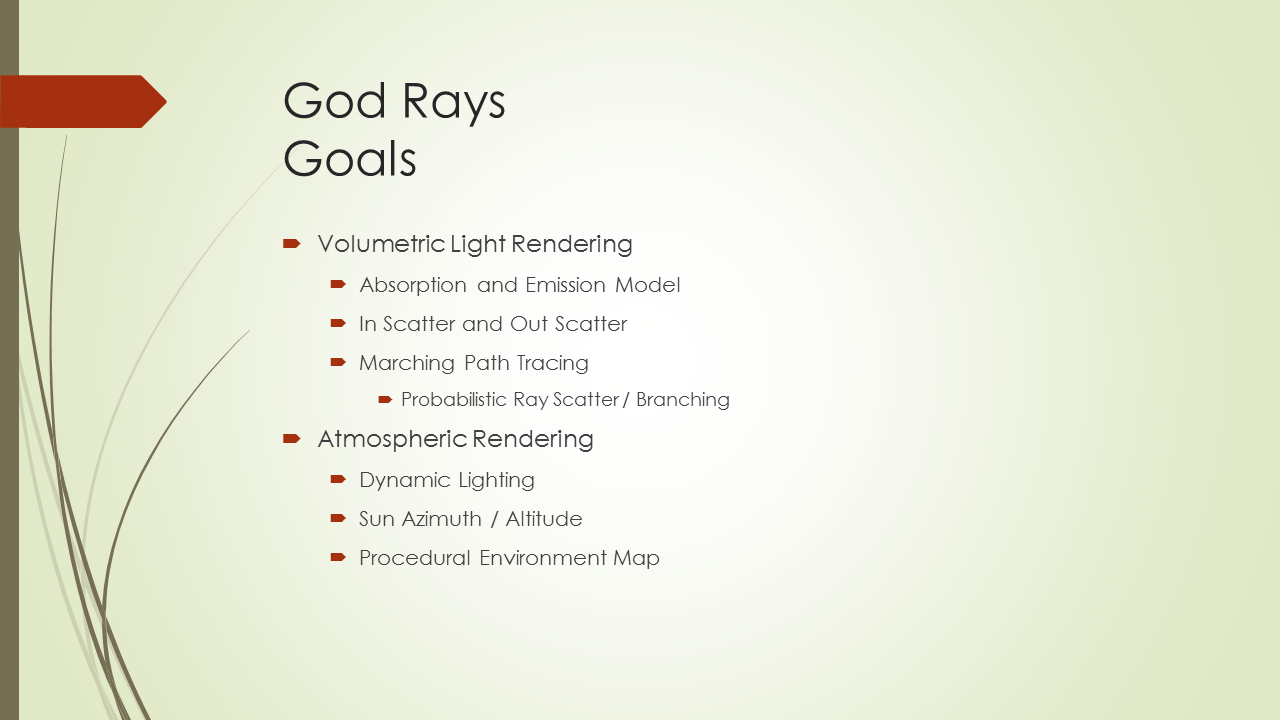 God Rays
Goals
Volumetric Light Rendering
Absorption and Emission Model
In Scatter and Out Scatter
Marching Path Tracing
Probabilistic Ray Scatter / Branching
Atmospheric Rendering
Dynamic Lighting
Sun Azimuth / Altitude
Procedural Environment Map